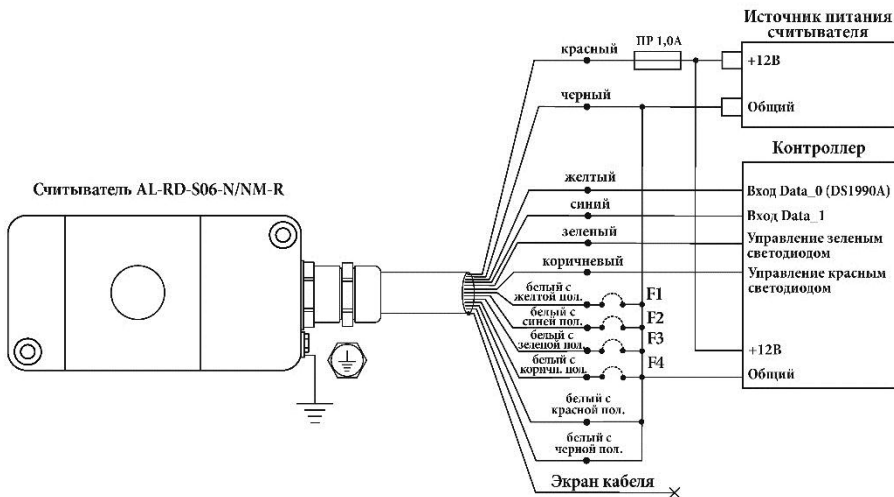 Источник питания
считывателя
красный
ПР 1,0А
+12В
черный
Общий
Контроллер
Считыватель AL-RD-S06-N/NM-R
желтый
Вход Data_0 (DS1990A)
синий
Вход Data_1
зеленый
Управление зеленым
светодиодом
коричневый
Управление красным
светодиодом
белый с
желтой пол.
F1
белый с
синей пол.
F2
белый с
зеленой пол.
F3
белый с
коричн. пол.
F4
+12В
Общий
белый с
красной пол.
белый с
черной пол.
Экран кабеля